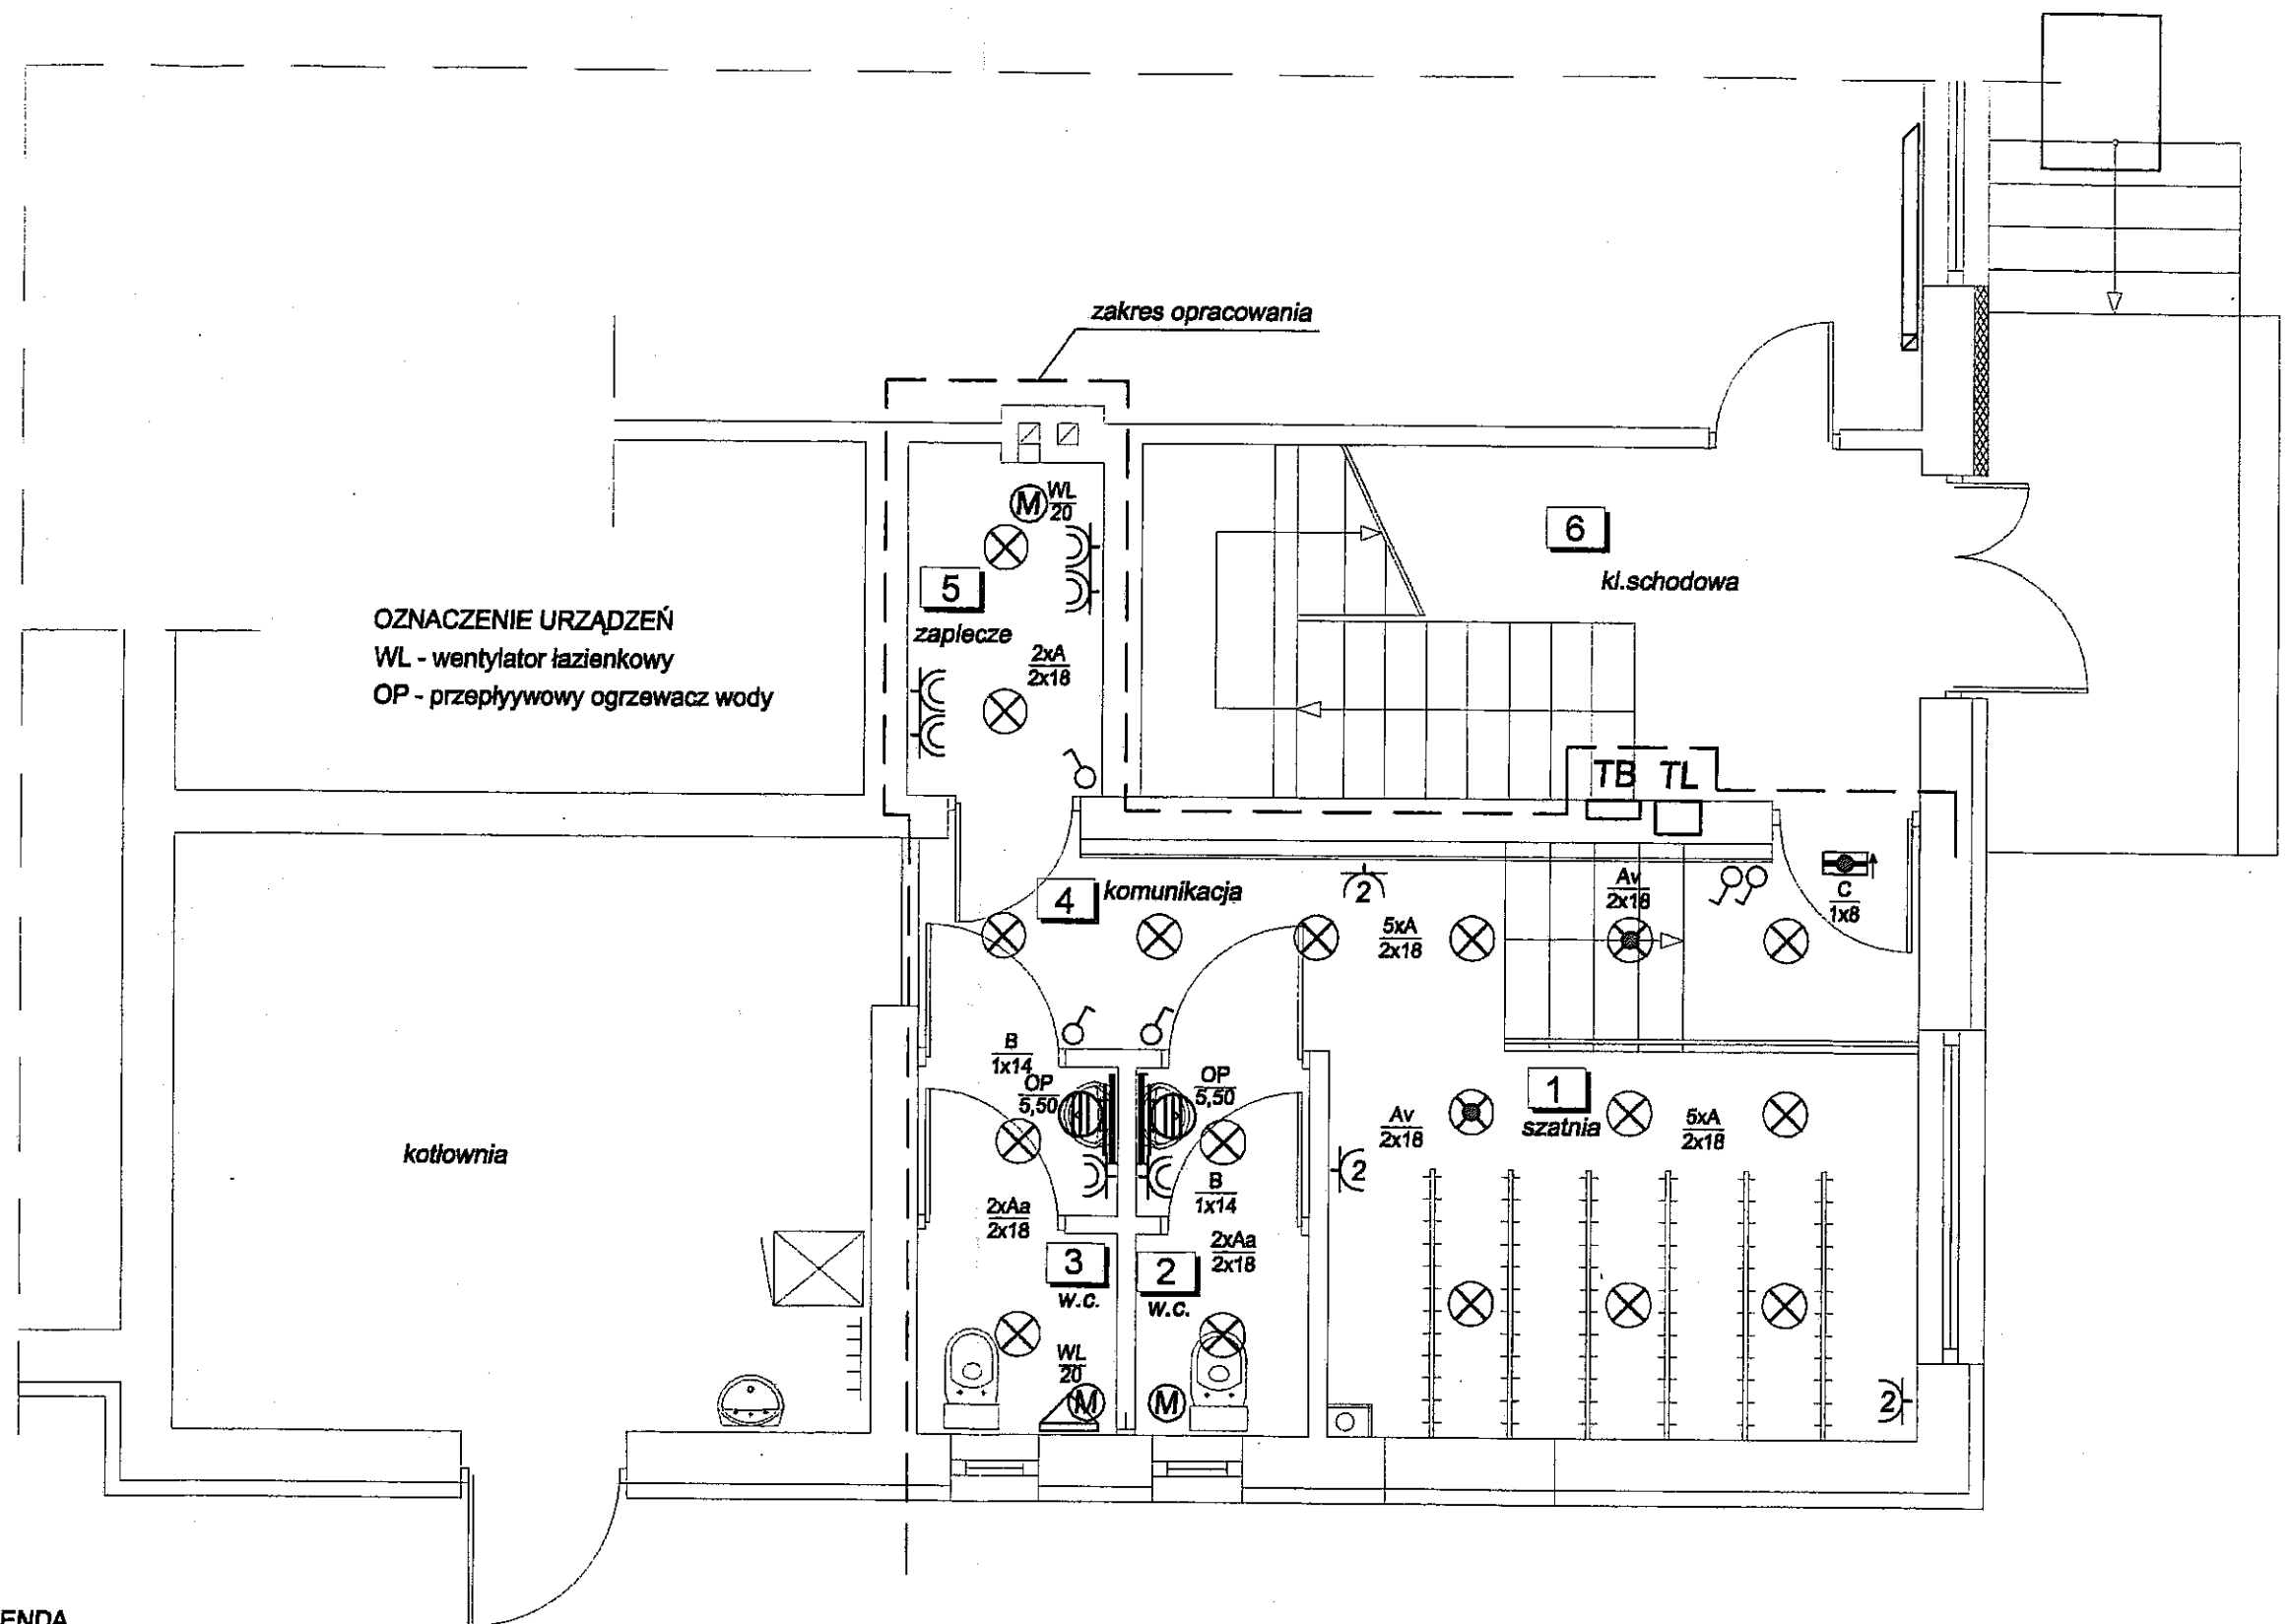 zakres opracowania
M
WL
20
5
zaplecze
2xA
2x18
6
kl.schodowa
OZNACZENIE URZĄDZEŃ
WL - wentylator łazienkowy
OP - przepłyywowy ogrzewacz wody
TB TL
4
komunikacja
2
5xA
2x18
Av
2x18
C
1x8
B
1x14
OP
5,50
OP
5,50
B
1x14
Av
2x18
1
szatnia
5xA
2x18
2
kotłownia
2xAa
2x18
3
w.c.
2
w.c.
2xAa
2x18
WL
20
M
M
2
ENDA